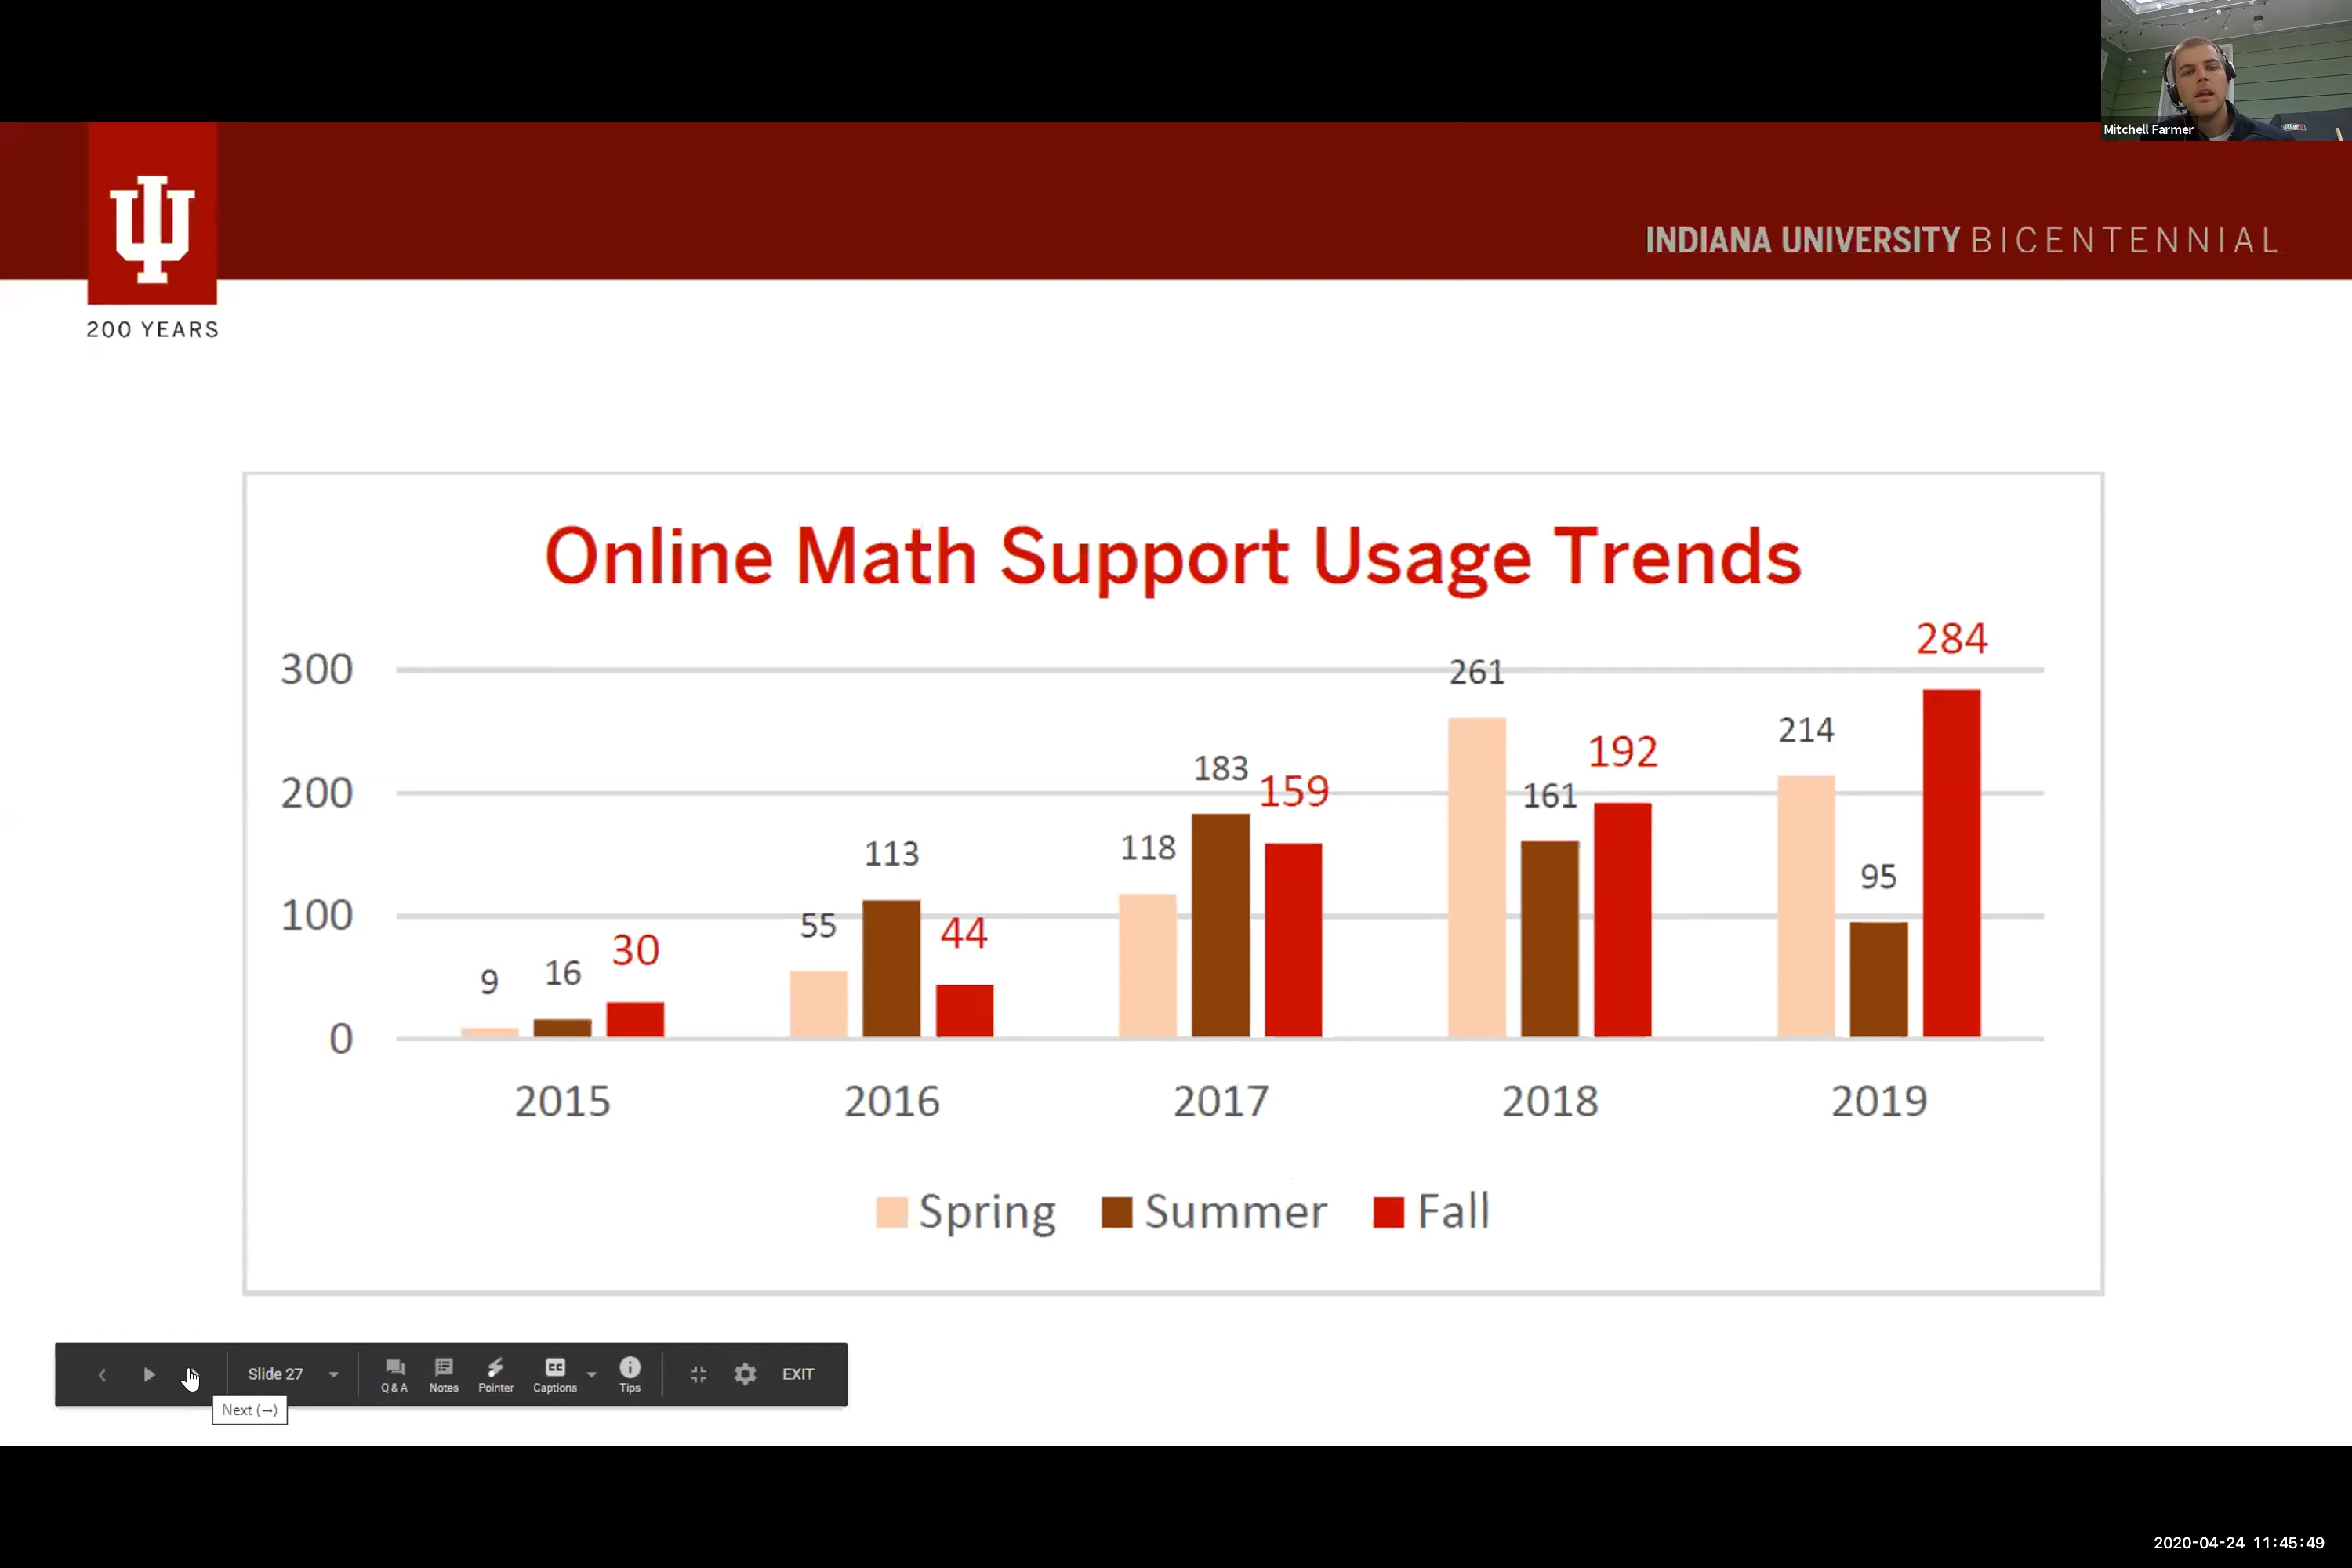 Mitchell Farmer
INDIANA UNIVERSITY BICENTENNIAL
200 YEARS
Online Math Support Usage Trends
300
200
100
0
9
16
30
55
113
44
118
183
159
261
161
192
214
95
284
2015
2016
2017
2018
2019
Spring Summer Fall
Slide 27
Q & A
Notes
Pointer
CC
Captions
Tips
EXIT
Next (→)
2020-04-24 11:45:49